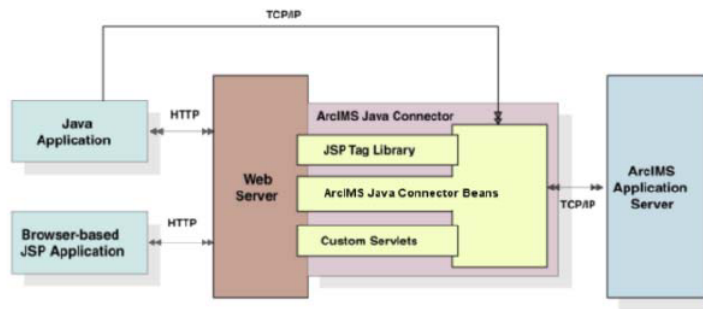 TCP/IP
Java
Application
HTTP
Browser-based
JSP Application
HTTP
Web
Server
ArcIMS Java Connector
JSP Tag Library
ArcIMS Java Connector Beans
Custom Servlets
TCP/IP
ArcIMS
Application
Server